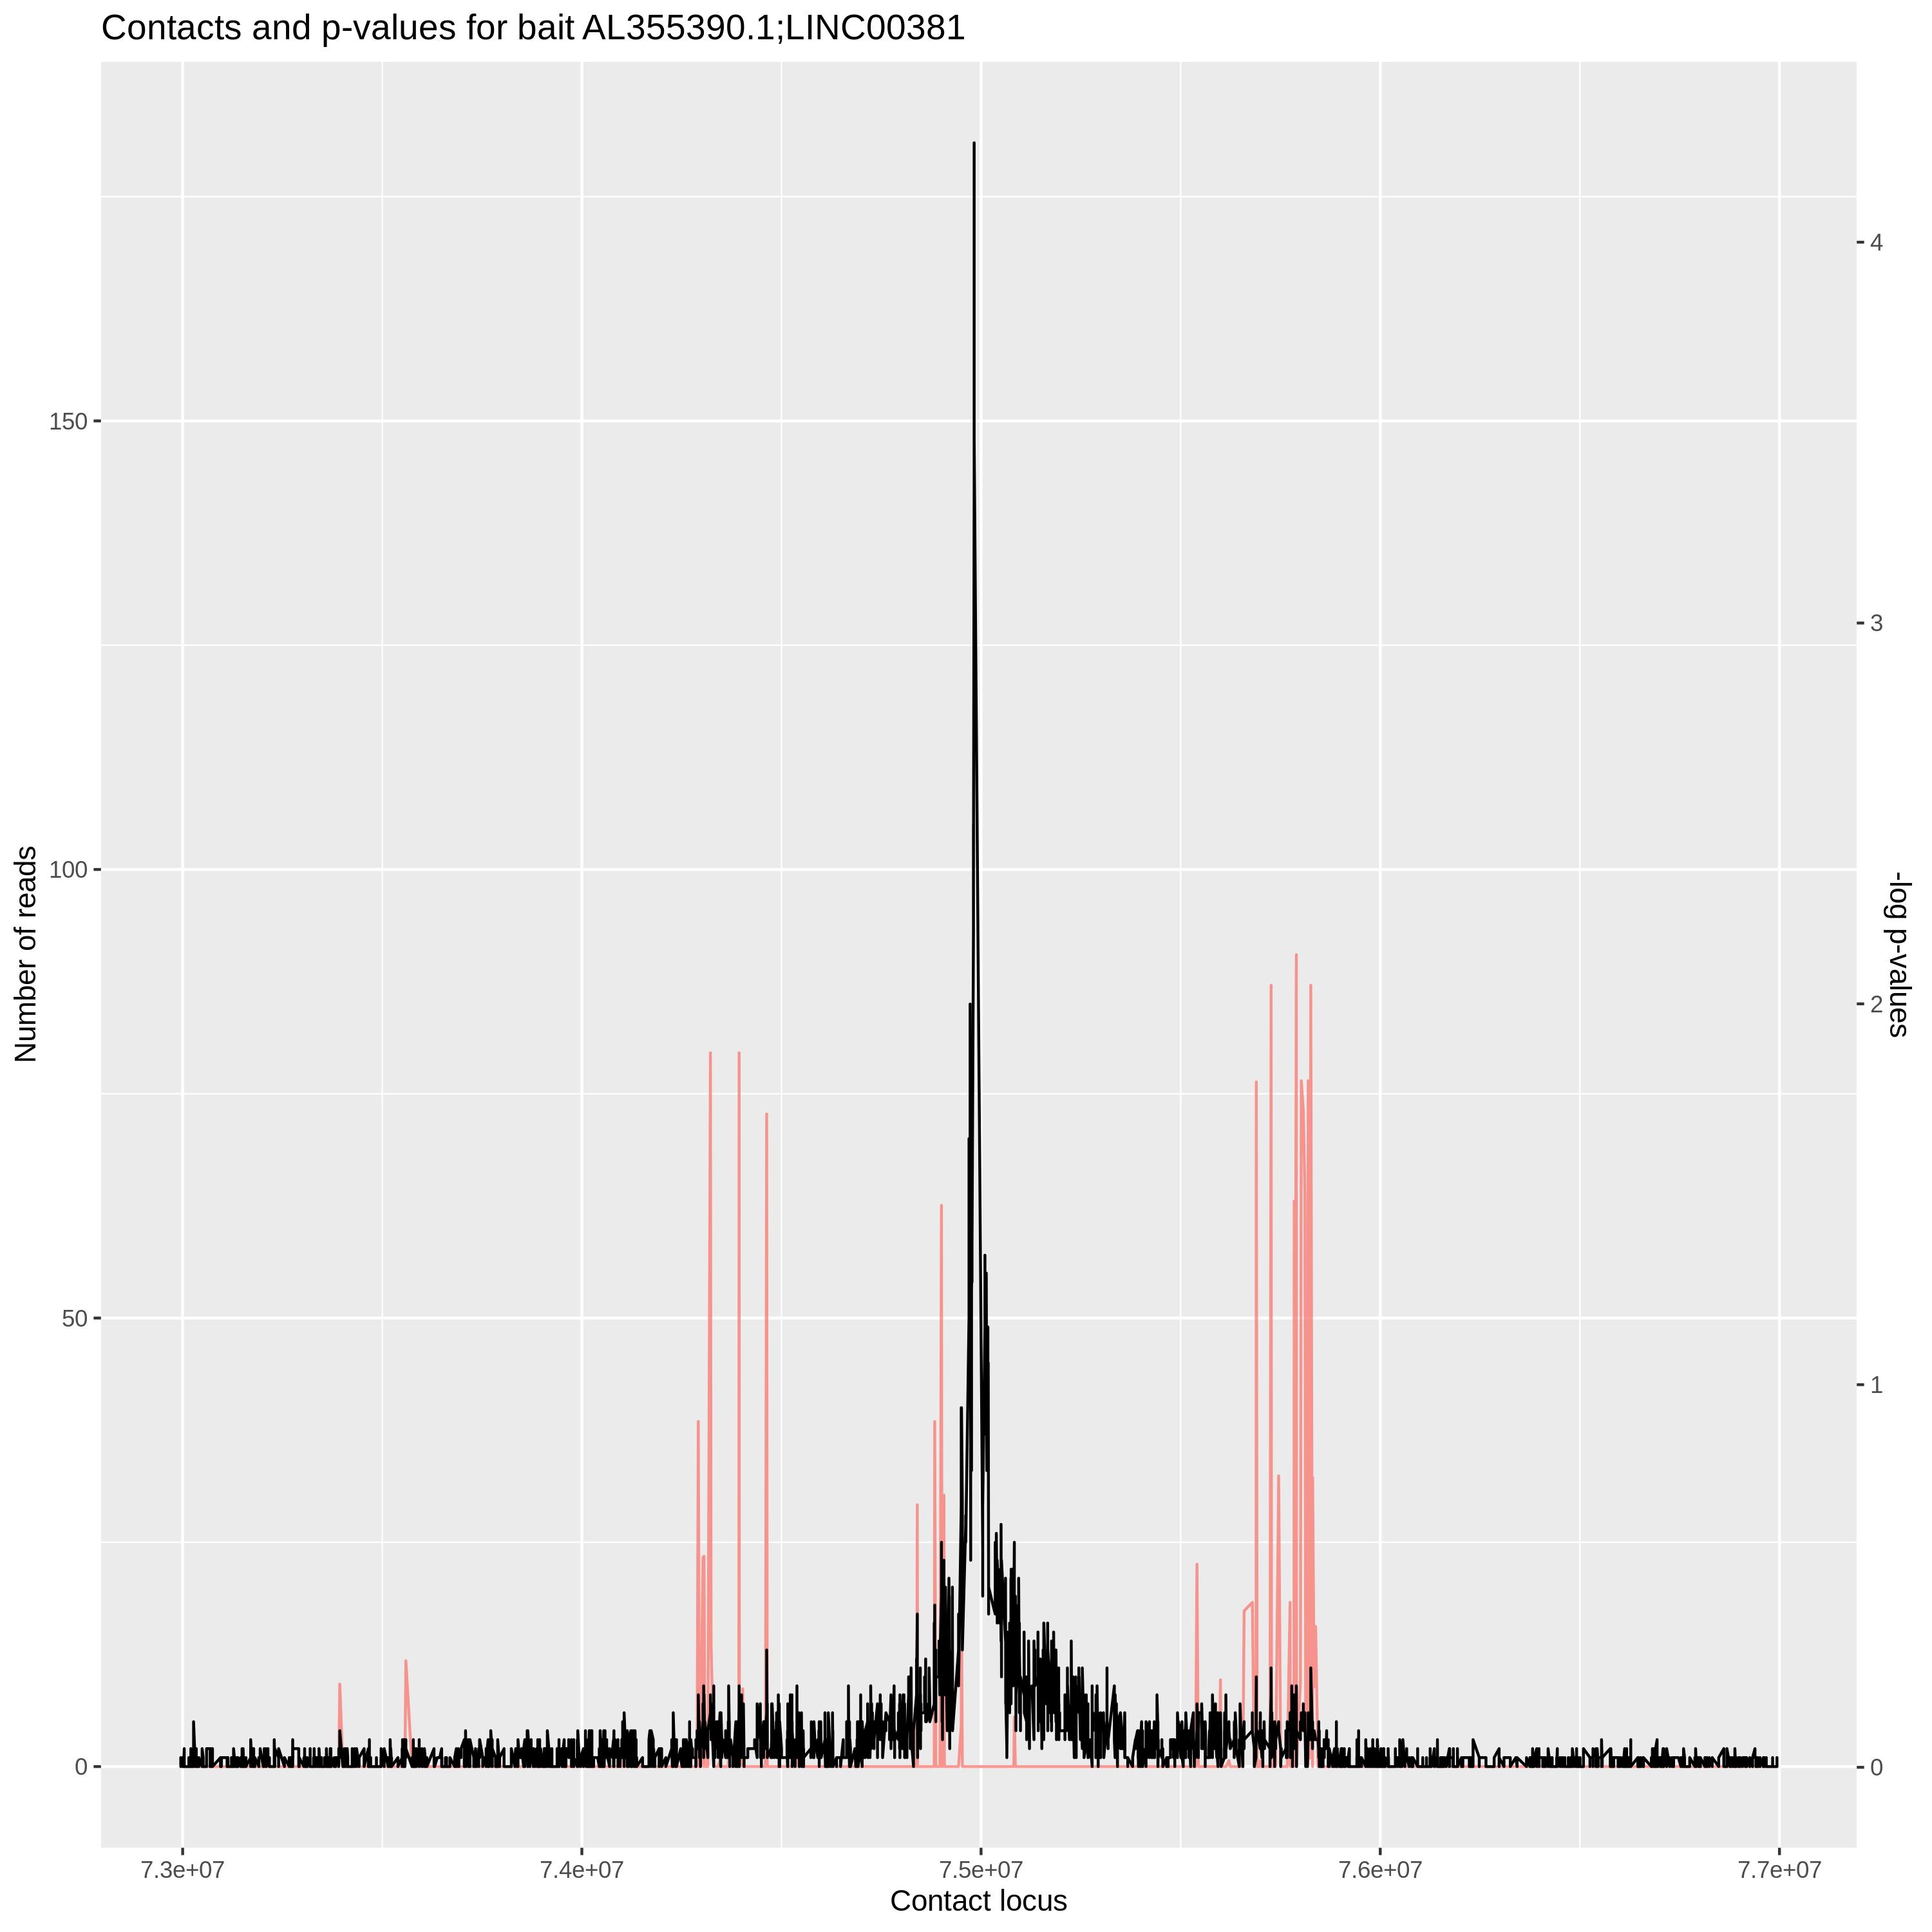 Contacts and p-values for bait AL355390.1;LINC00381
Number of reads
150
100
50
0
4
3
2
1
0
-log p-values
7.3e+07
7.4e+07
7.5e+07
7.6e+07
7.7e+07
Contact locus